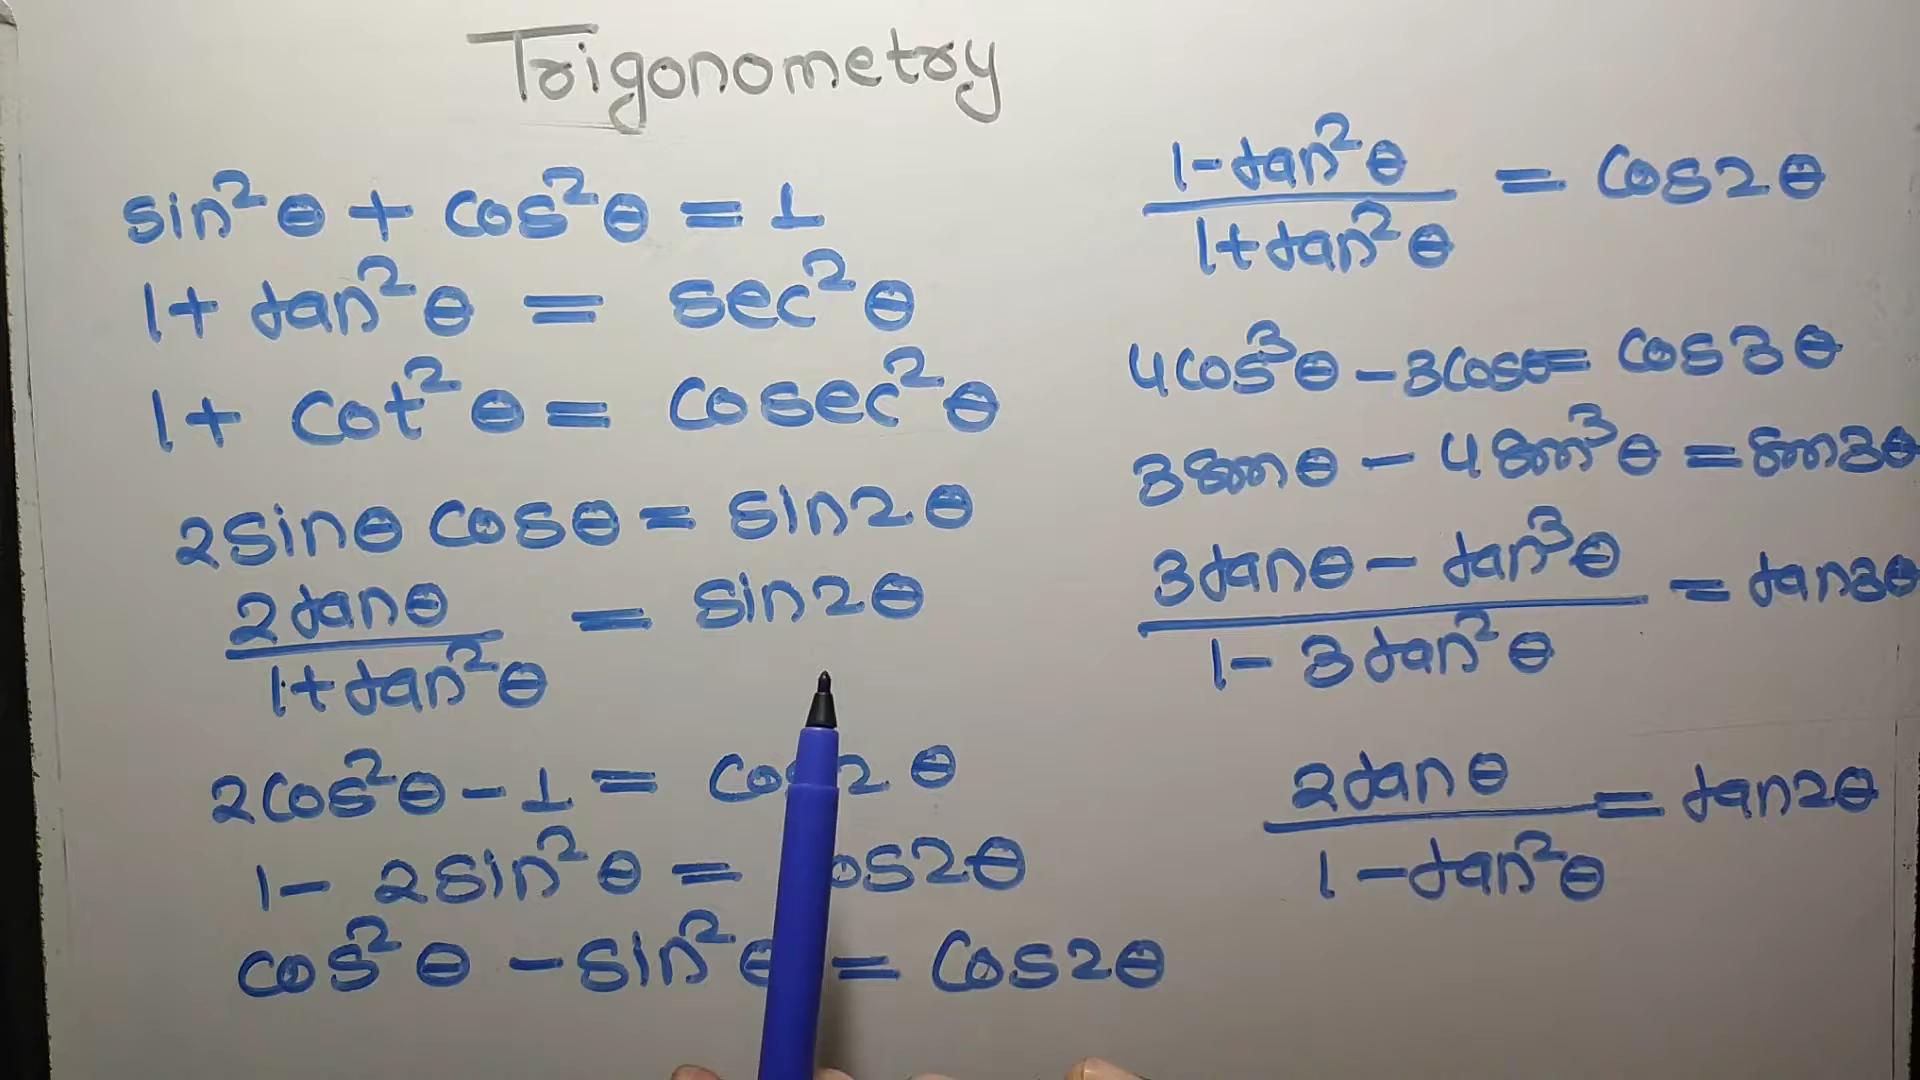 Trigonometry
sin²θ + cos²θ = 1
1 + tan²θ = sec²θ
1 + cot²θ = cosec²θ
2sinθ cosθ = sin2θ
2tanθ
1+tan²θ
= sin2θ
2cos²θ - 1 = cos2θ
1 - 2sin²θ = cos2θ
cos²θ - sin²θ = cos2θ
1-tan²θ
1+tan²θ
= cos2θ
4cos³θ - 3cosθ = cos3θ
3sinθ - 4sin³θ = sin3θ
3tanθ - tan³θ
1 - 3tan²θ
= tan3θ
2tanθ
1 - tan²θ
= tan2θ